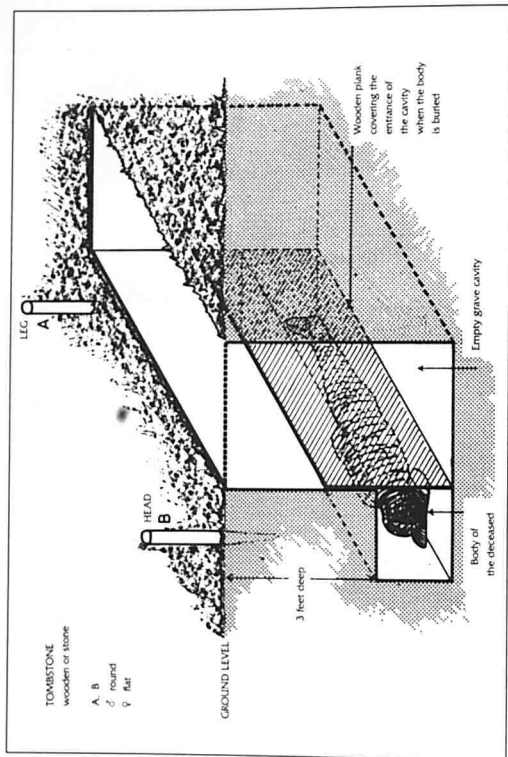 TOMBSTONE
wooden or stone
A. B
♂ round
♀ flat
LEG
A
HEAD
B
GROUND LEVEL
3 feet deep
Wooden plank
covering the
entrance of
the cavity
when the body
is buried
Empty grave cavity
Body of
the deceased